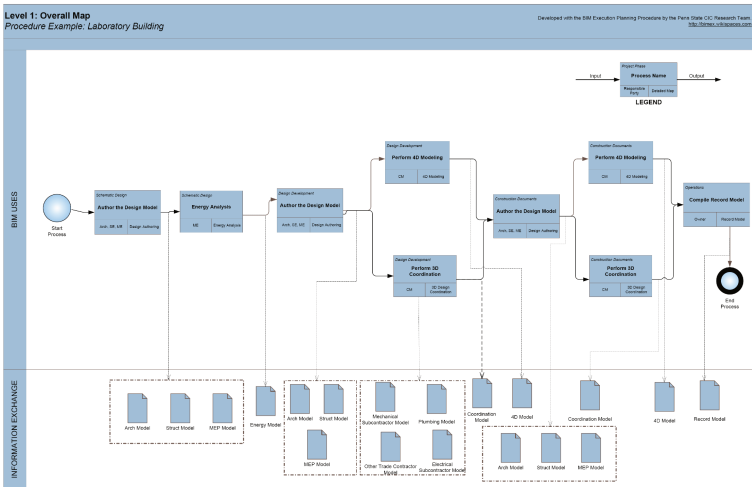 Level 1: Overall Map
Procedure Example: Laboratory Building
Developed with the BIM Execution Planning Procedure by the Penn State CIC Research Team.
http://bimex.wikispaces.com
Input
Project Phase
Process Name
Responsible Party
Detailed Map
Output
LEGEND
BIM USES
Start
Process
Schematic Design
Author the Design Model
Arch, SE, ME
Design Authoring
Schematic Design
Energy Analysis
ME
Energy Analysis
Design Development
Author the Design Model
Arch, SE, ME
Design Authoring
Design Development
Perform 4D Modeling
CM
4D Modeling
Design Development
Perform 3D
Coordination
CM
3D Design
Coordination
Construction Documents
Author the Design Model
Arch, SE, ME
Design Authoring
Construction Documents
Perform 4D Modeling
CM
4D Modeling
Construction Documents
Perform 3D
Coordination
CM
3D Design
Coordination
Operations
Compile Record Model
Record Model
End
Process
INFORMATION EXCHANGE
Arch Model
Struct Model
MEP Model
Energy Model
Arch Model
Struct Model
MEP Model
Mechanical
Subcontractor Model
Plumbing Model
Other Trade Contractor
Model
Electrical
Subcontractor Model
Coordination
Model
4D Model
Arch Model
Struct Model
MEP Model
Coordination Model
4D Model
Record Model